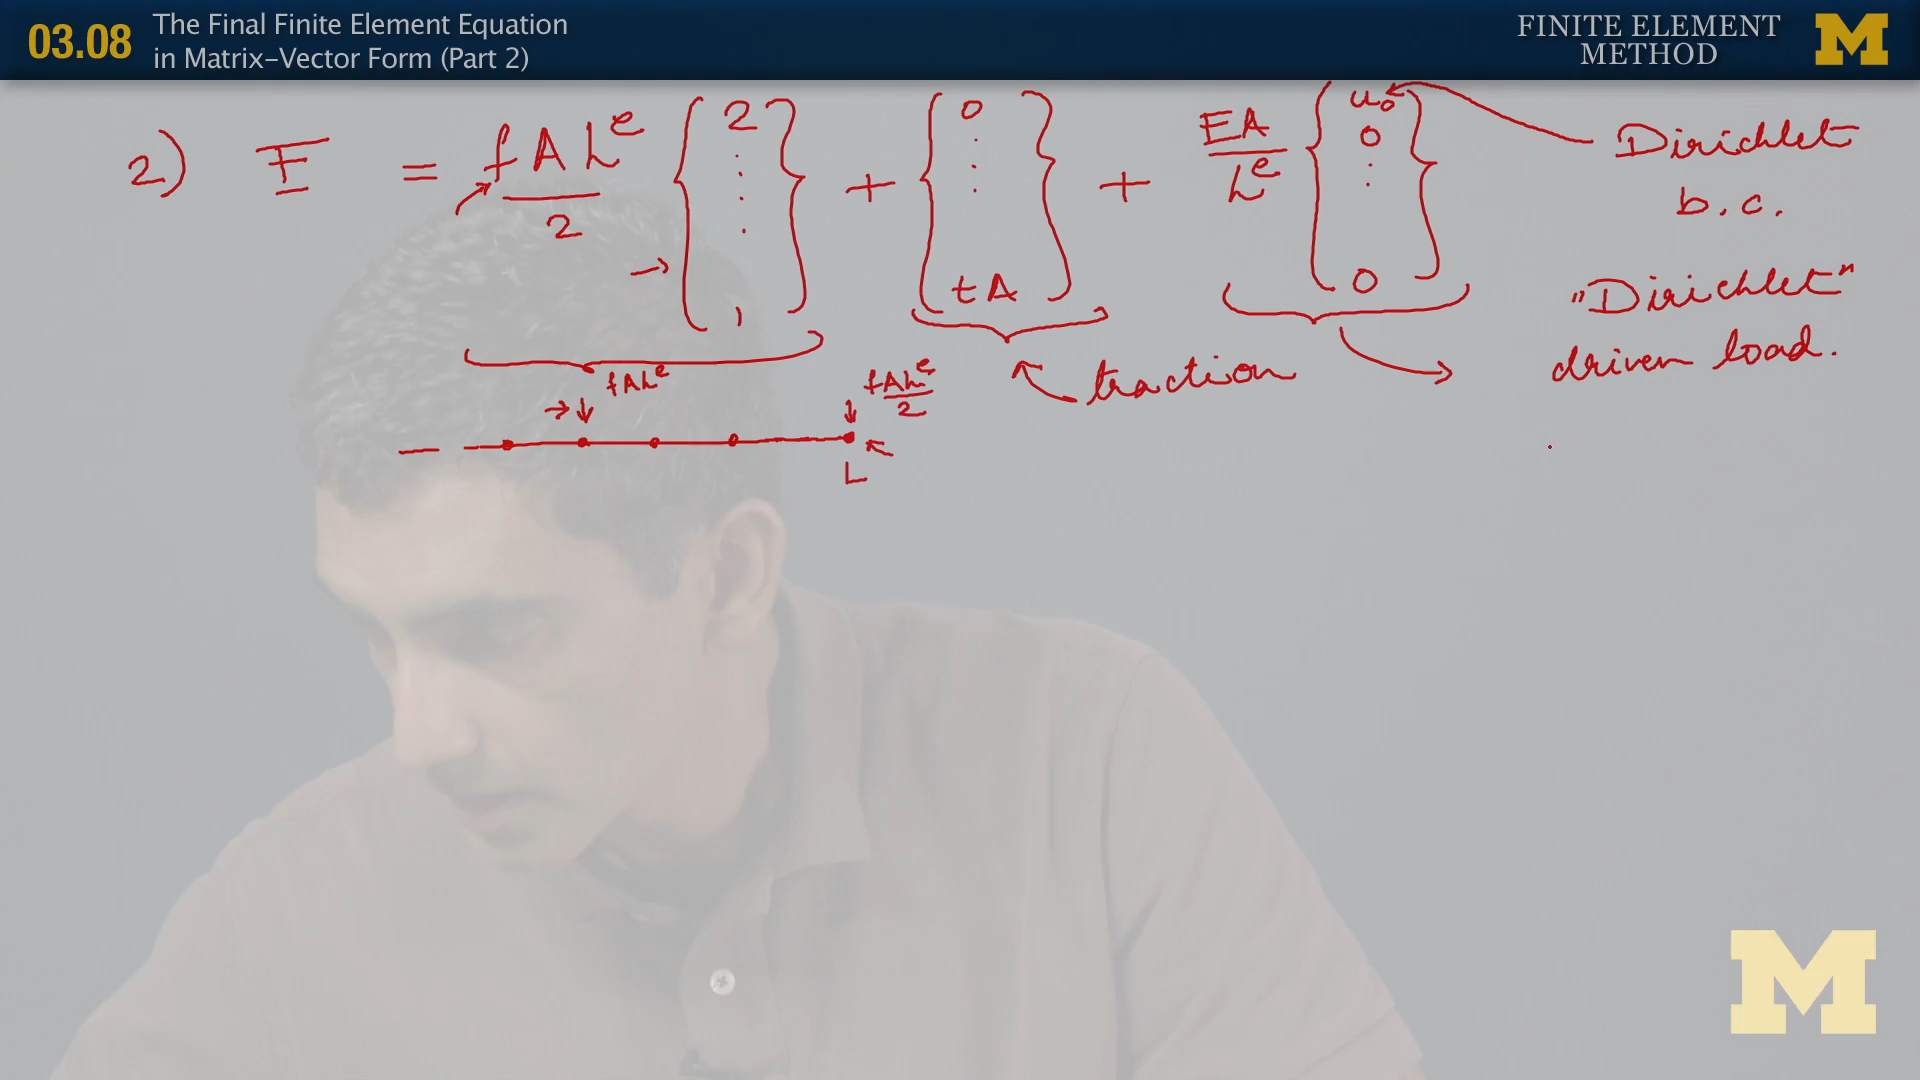 03.08
The Final Finite Element Equation
in Matrix-Vector Form (Part 2)
FINITE ELEMENT
METHOD
M
2) F = fAh^e/2 { 2 . . . . 1 } + { 0 . . . tA } + EA/h^e { u₀ 0 : . 0 }
Dirichlet
b.c.
"Dirichlet"
driven load.
traction
fAh^e
fAh^e/2
L
M